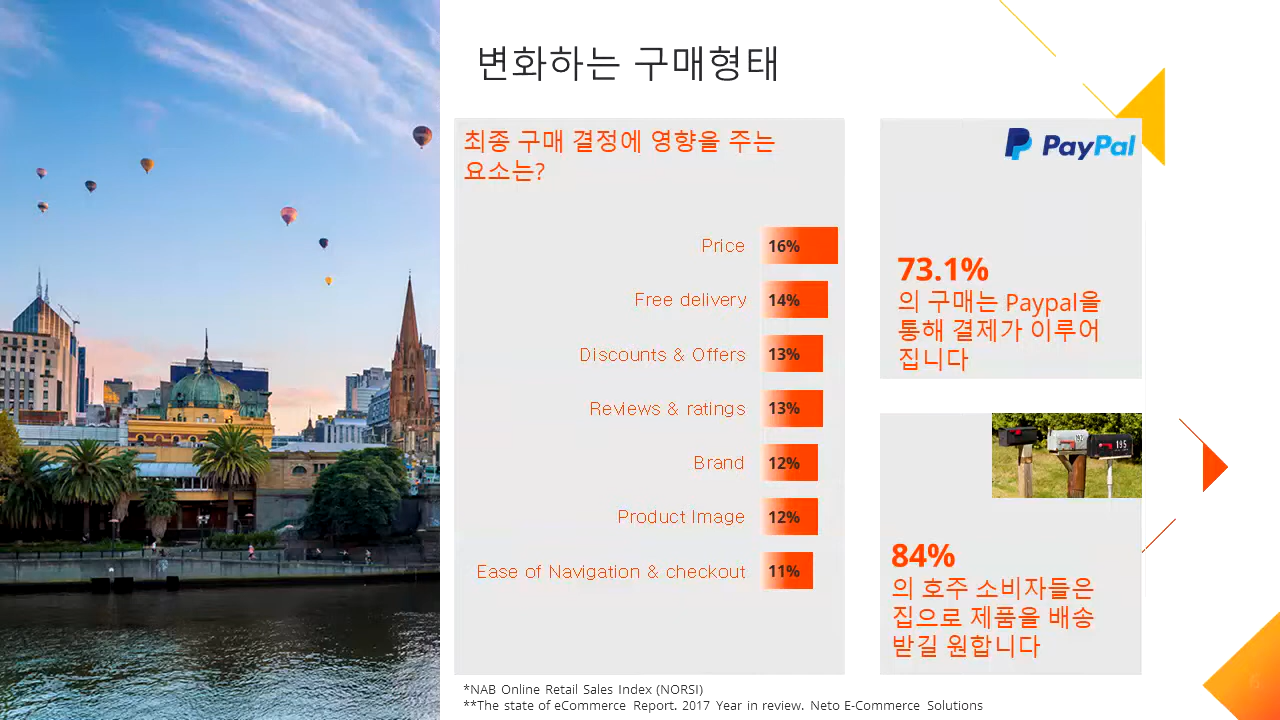 변화하는 구매형태
최종 구매 결정에 영향을 주는
요소는?
Price 16%
Free delivery 14%
Discounts & Offers 13%
Reviews & ratings 13%
Brand 12%
Product Image 12%
Ease of Navigation & checkout 11%
PayPal
73.1%
의 구매는 Paypal을
통해 결제가 이루어
집니다
195
84%
의 호주 소비자들은
집으로 제품을 배송
받길 원합니다
*NAB Online Retail Sales Index (NORSI)
**The state of eCommerce Report. 2017 Year in review. Neto E-Commerce Solutions